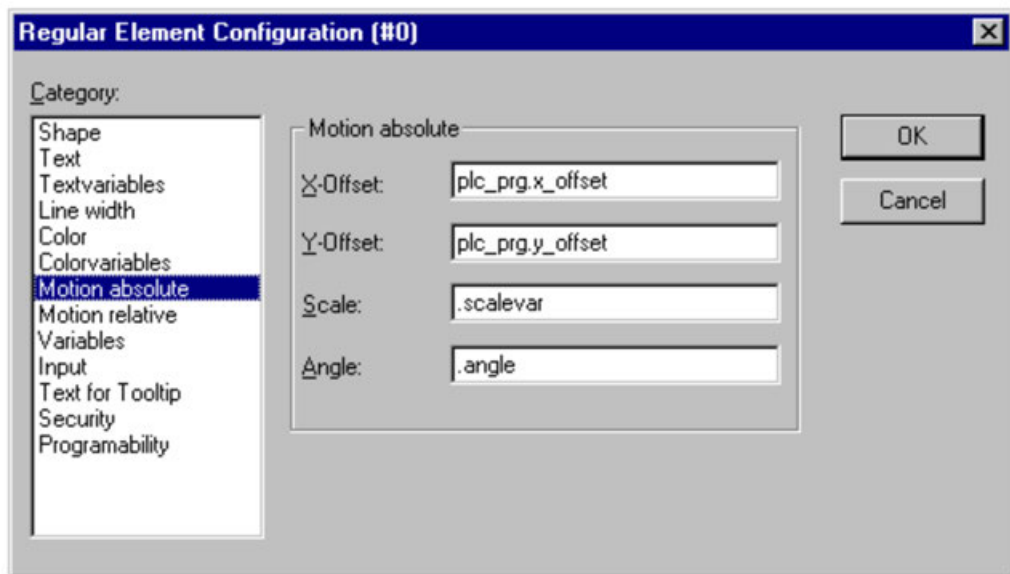 Regular Element Configuration (#0)
Category:
Shape
Text
Textvariables
Line width
Color
Colorvariables
Motion absolute
Motion relative
Variables
Input
Text for Tooltip
Security
Programability
Motion absolute
X-Offset: plc_prg.x_offset
Y-Offset: plc_prg.y_offset
Scale: .scalevar
Angle: .angle
OK
Cancel